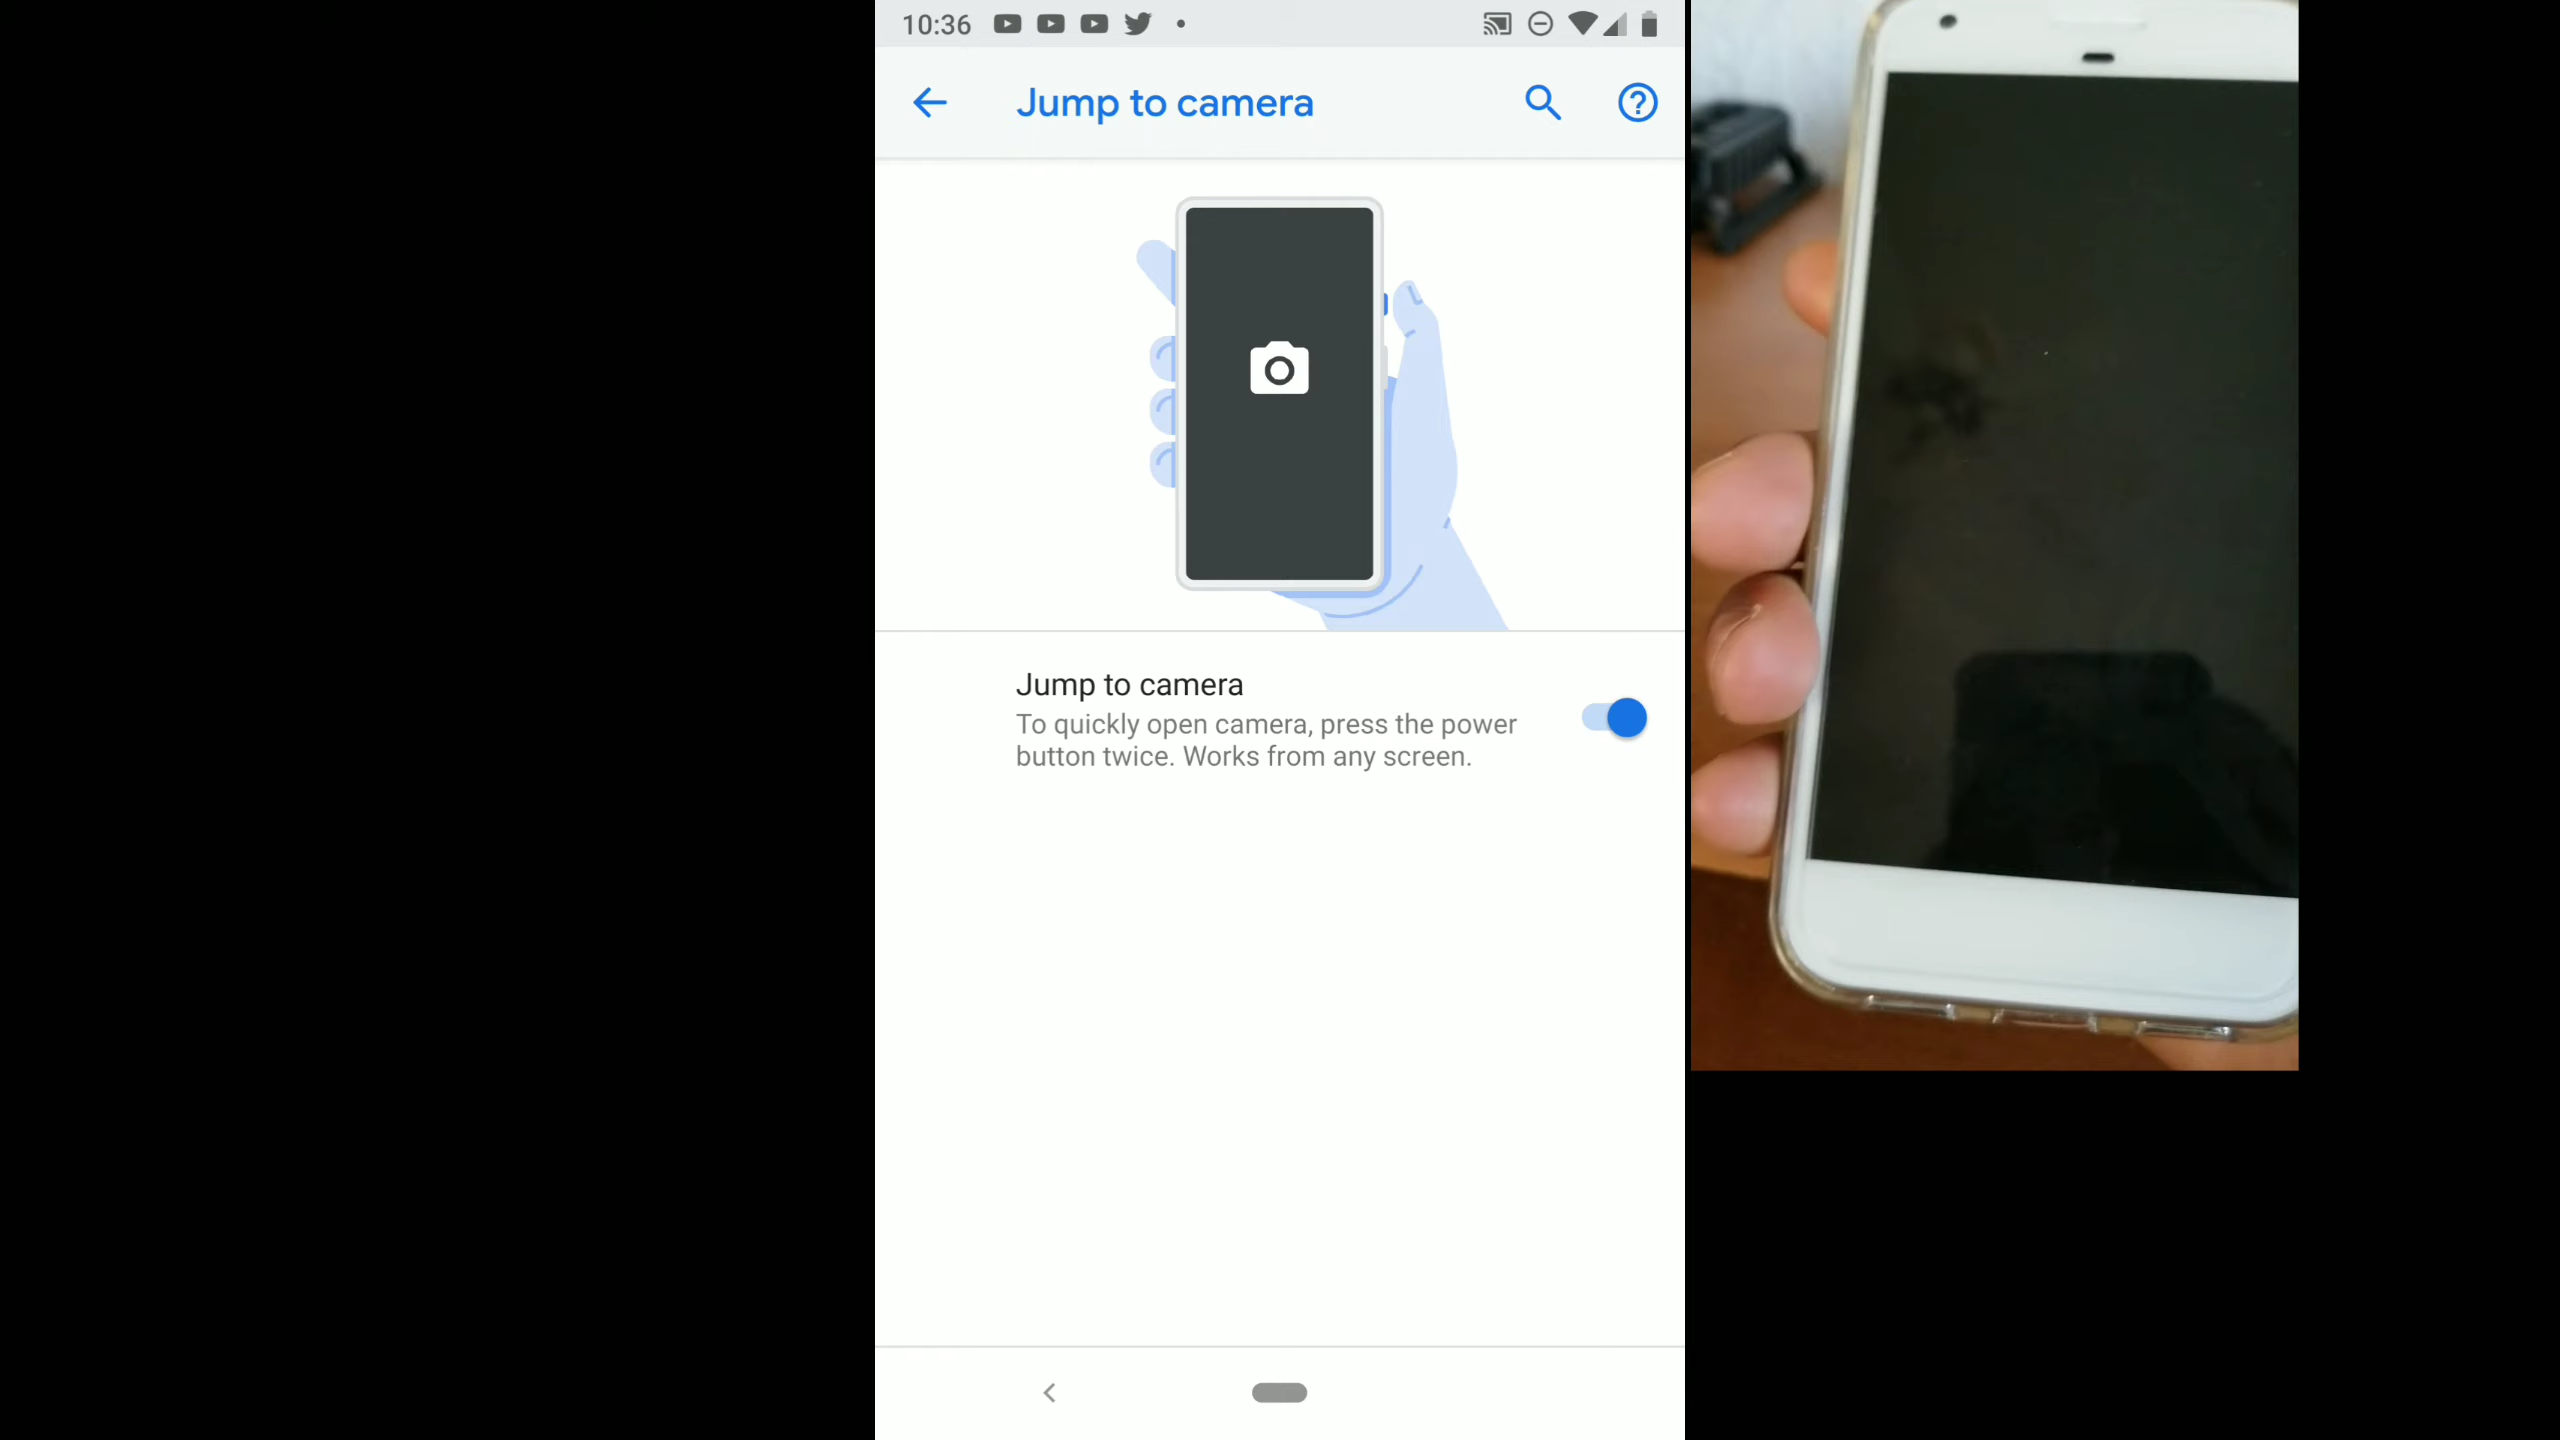 10:36
Jump to camera
Jump to camera
To quickly open camera, press the power
button twice. Works from any screen.